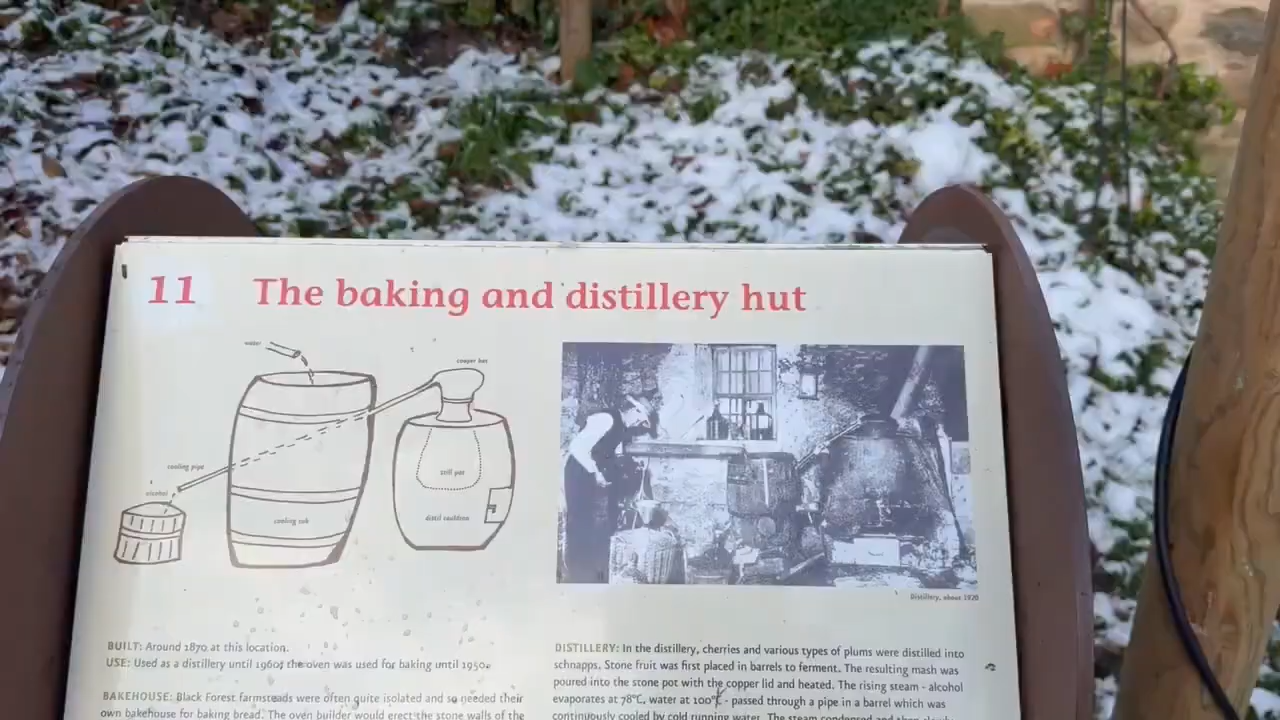 11 The baking and distillery hut
water
cooper hat
cooling pipe
alcohol
still pot
cooling tub
distil cauldron
Distillery, about 1920
BUILT: Around 1870 at this location.
USE: Used as a distillery until 1960; the oven was used for baking until 1950.
BAKEHOUSE: Black Forest farmsteads were often quite isolated and so needed their
own bakehouse for baking bread. The oven builder would erect the stone walls of the
DISTILLERY: In the distillery, cherries and various types of plums were distilled into
schnapps. Stone fruit was first placed in barrels to ferment. The resulting mash was
poured into the stone pot with the copper lid and heated. The rising steam - alcohol
evaporates at 78°C, water at 100°C - passed through a pipe in a barrel which was
continuously cooled by cold running water. The steam condensed and then slowly